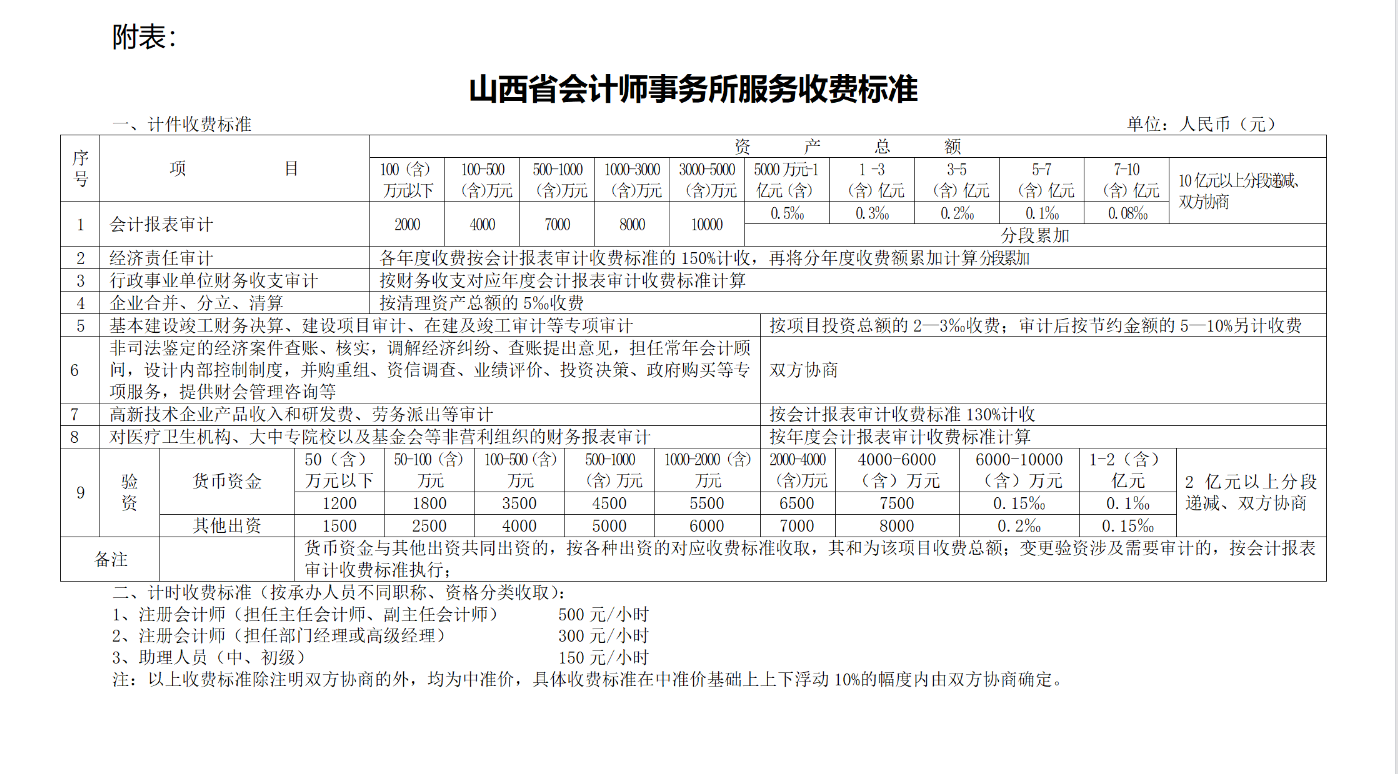 附表：
山西省会计师事务所服务收费标准
一、计件收费标准 单位：人民币（元）
序号 项 目 资 产 总 额
100（含）万元以下 100-500（含）万元 500-1000（含）万元 1000-3000（含）万元 3000-5000（含）万元 5000 万元-1亿元（含） 1 -3（含）亿元 3-5（含）亿元 5-7（含）亿元 7-10（含）亿元 10 亿元以上分段递减、双方协商
1 会计报表审计 2000 4000 7000 8000 10000 0.5‰ 0.3‰ 0.2‰ 0.1‰ 0.08‰
分段累加
2 经济责任审计 各年度收费按会计报表审计收费标准的 150%计收，再将分年度收费额累加计算分段累加
3 行政事业单位财务收支审计 按财务收支对应年度会计报表审计收费标准计算
4 企业合并、分立、清算 按清理资产总额的 5‰收费
5 基本建设竣工财务决算、建设项目审计、在建及竣工审计等专项审计 按项目投资总额的 2—3‰收费；审计后按节约金额的 5—10%另计收费
6 非司法鉴定的经济案件查账、核实，调解经济纠纷、查账提出意见，担任常年会计顾
问，设计内部控制制度，并购重组、资信调查、业绩评价、投资决策、政府购买等专
项服务，提供财会管理咨询等
双方协商
7 高新技术企业产品收入和研发费、劳务派出等审计 按会计报表审计收费标准 130%计收
8 对医疗卫生机构、大中专院校以及基金会等非营利组织的财务报表审计 按年度会计报表审计收费标准计算
9 验资 货币资金 50（含）万元以下 50-100（含）万元 100-500（含）万元 500-1000（含）万元 1000-2000（含）万元 2000-4000（含）万元 4000-6000（含）万元 6000-10000（含）万元 1-2（含）亿元 2 亿元以上分段递减、双方协商
1200 1800 3500 4500 5500 6500 7500 0.15‰ 0.1‰
其他出资 1500 2500 4000 5000 6000 7000 8000 0.2‰ 0.15‰
备注 货币资金与其他出资共同出资的，按各种出资的对应收费标准收取，其和为该项目收费总额；变更验资涉及需要审计的，按会计报表
审计收费标准执行；
二、计时收费标准（按承办人员不同职称、资格分类收取）：
1、注册会计师（担任主任会计师、副主任会计师） 500 元/小时
2、注册会计师（担任部门经理或高级经理） 300 元/小时
3、助理人员（中、初级） 150 元/小时
注：以上收费标准除注明双方协商的外，均为中准价，具体收费标准在中准价基础上上下浮动 10%的幅度内由双方协商确定。